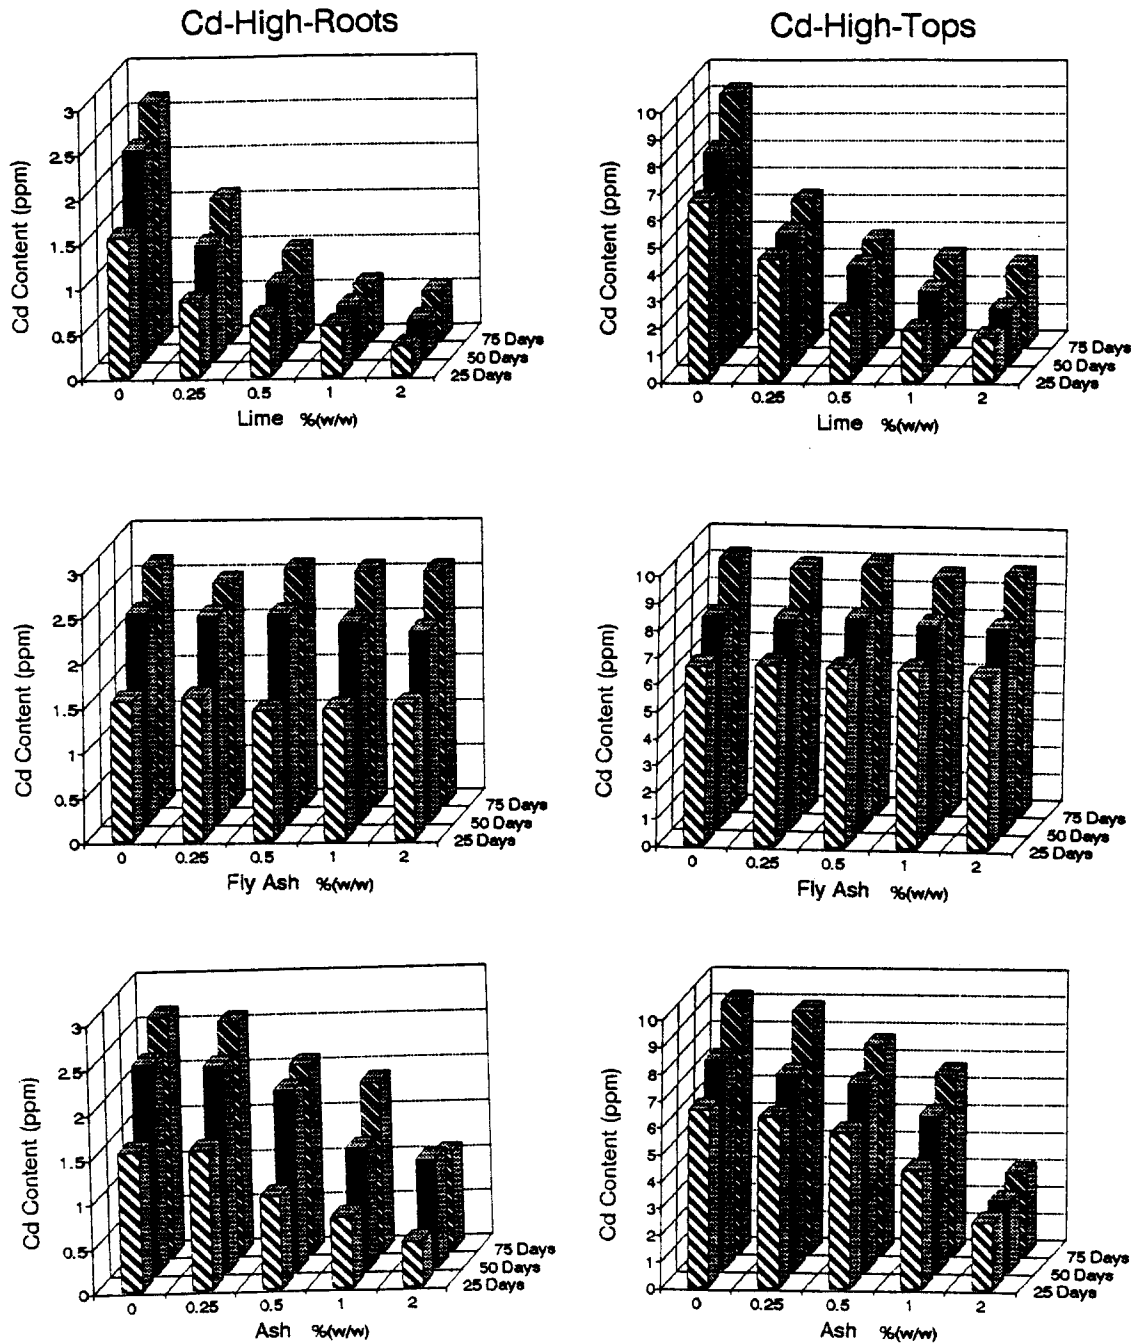 Cd-High-Roots
Cd Content (ppm)
3
2.5
2
1.5
1
0.5
0
0 0.25 0.5 1 2
75 Days
50 Days
25 Days
Lime %(w/w)
Cd-High-Tops
Cd Content (ppm)
10
9
8
7
6
5
4
3
2
1
0
0 0.25 0.5 1 2
75 Days
50 Days
25 Days
Lime %(w/w)
Cd Content (ppm)
3
2.5
2
1.5
1
0.5
0
0 0.25 0.5 1 2
75 Days
50 Days
25 Days
Fly Ash %(w/w)
Cd Content (ppm)
10
9
8
7
6
5
4
3
2
1
0
0 0.25 0.5 1 2
75 Days
50 Days
25 Days
Fly Ash %(w/w)
Cd Content (ppm)
3
2.5
2
1.5
1
0.5
0
0 0.25 0.5 1 2
75 Days
50 Days
25 Days
Ash %(w/w)
Cd Content (ppm)
10
9
8
7
6
5
4
3
2
1
0
0 0.25 0.5 1 2
75 Days
50 Days
25 Days
Ash %(w/w)